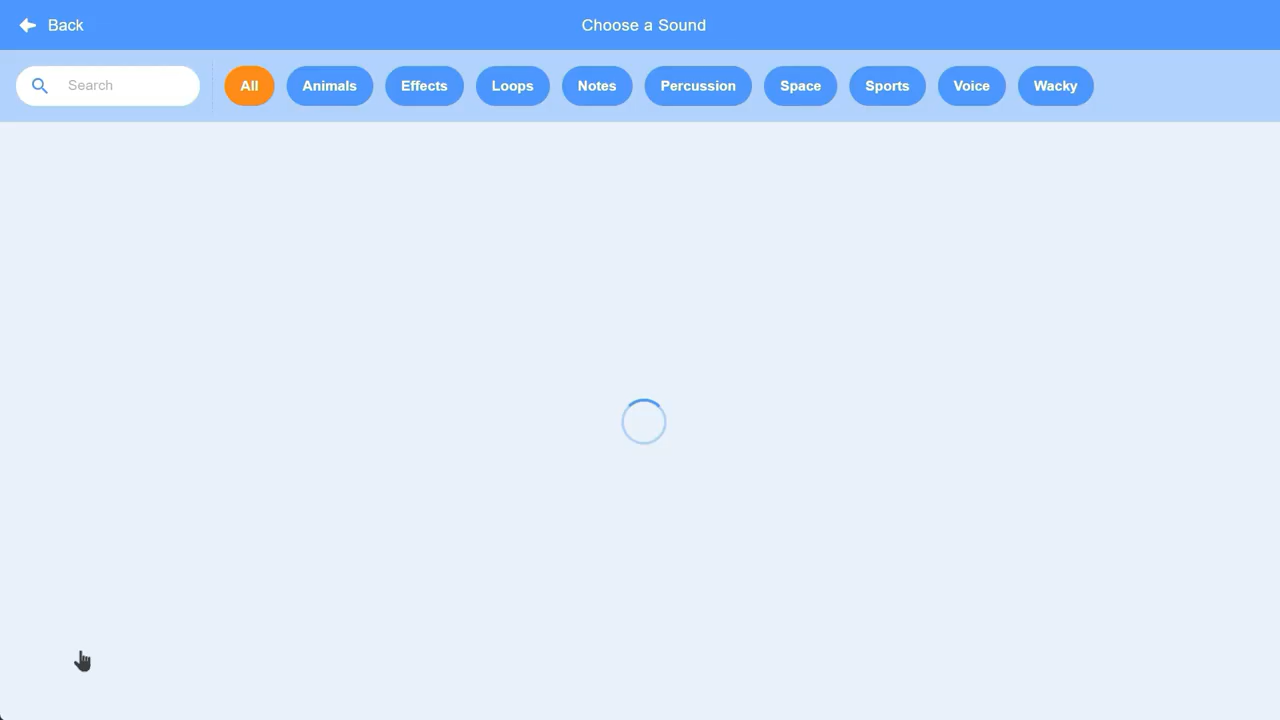 Back
Choose a Sound
Search
All
Animals
Effects
Loops
Notes
Percussion
Space
Sports
Voice
Wacky